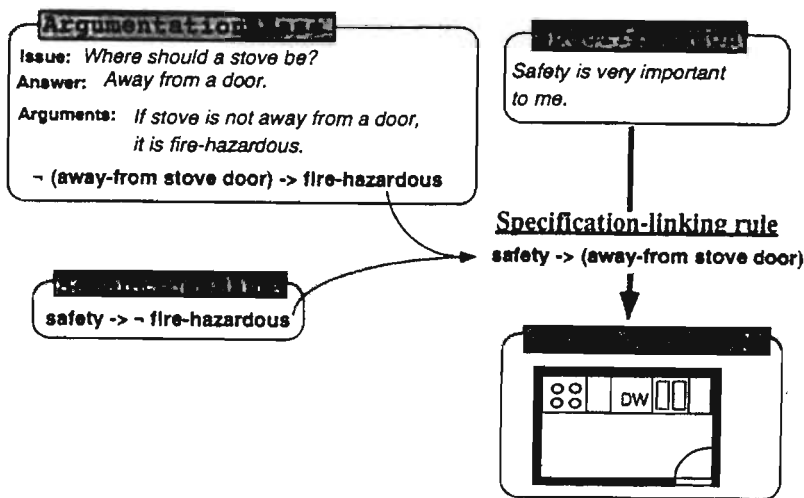 Argumentation
Issue: Where should a stove be?
Answer: Away from a door.
Arguments: If stove is not away from a door,
it is fire-hazardous.
¬ (away-from stove door) -> fire-hazardous
Safety is very important
to me.
Specification-linking rule
safety -> (away-from stove door)
safety -> ¬ fire-hazardous
DW